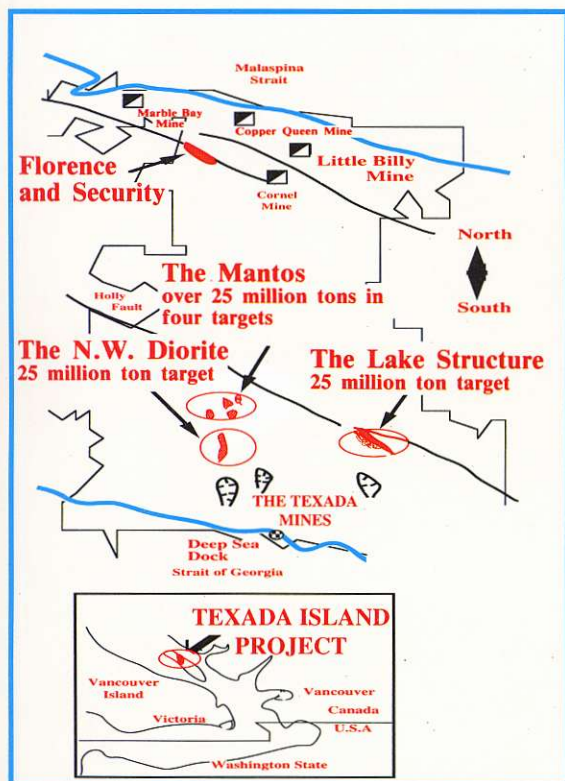 Malaspina
Strait
Marble Bay
Mine
Copper Queen Mine
Little Billy
Mine
Florence
and Security
Cornel
Mine
North
South
The Mantos
over 25 million tons in
four targets
Holly
Fault
The N.W. Diorite
25 million ton target
The Lake Structure
25 million ton target
THE TEXADA
MINES
Deep Sea
Dock
Strait of Georgia
TEXADA ISLAND
PROJECT
Vancouver
Island
Vancouver
Canada
Victoria
U.S.A
Washington State